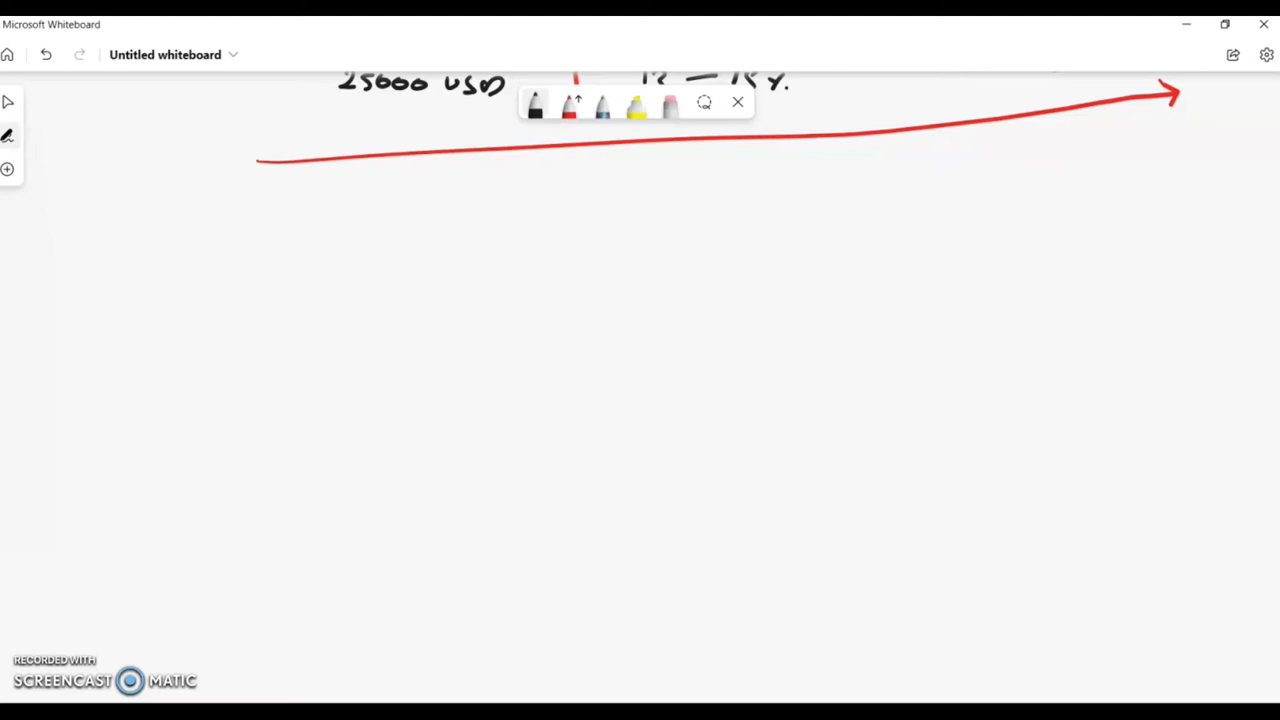 Microsoft Whiteboard
Untitled whiteboard
25000 USD
RECORDED WITH
SCREENCAST MATIC